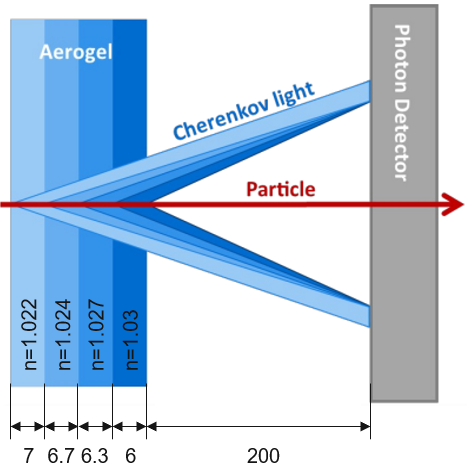 Aerogel
Cherenkov light
Photon Detector
Particle
n=1.022
n=1.024
n=1.027
n=1.03
7 6.7 6.3 6 200